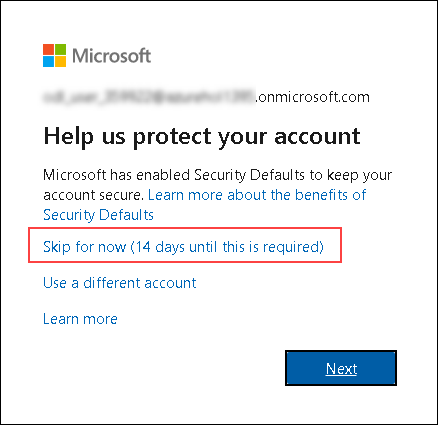 Microsoft
.onmicrosoft.com
Help us protect your account
Microsoft has enabled Security Defaults to keep your
account secure. Learn more about the benefits of
Security Defaults
Skip for now (14 days until this is required)
Use a different account
Learn more
Next